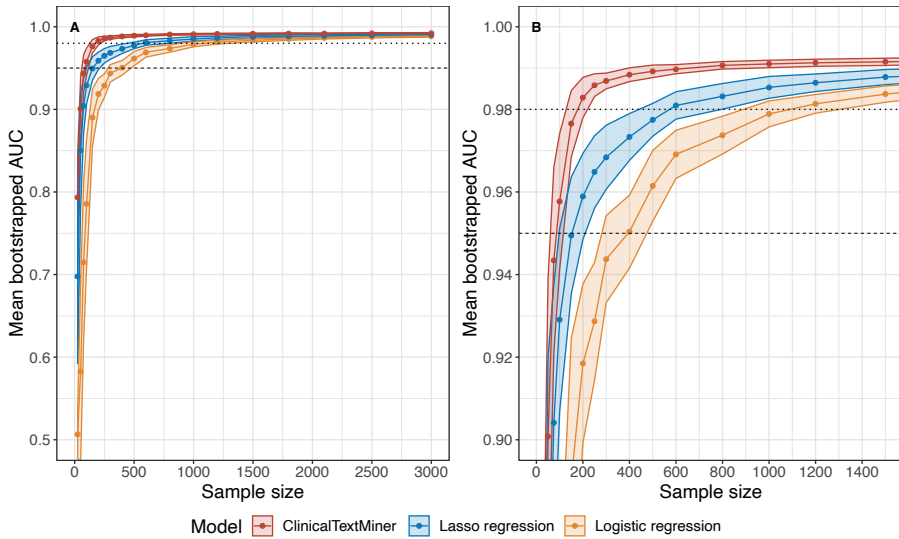 A
B
Mean bootstrapped AUC
1.0
0.9
0.8
0.7
0.6
0.5
0 500 1000 1500 2000 2500 3000
Sample size
Mean bootstrapped AUC
1.00
0.98
0.96
0.94
0.92
0.90
0 200 400 600 800 1000 1200 1400
Sample size
Model ClinicalTextMiner Lasso regression Logistic regression